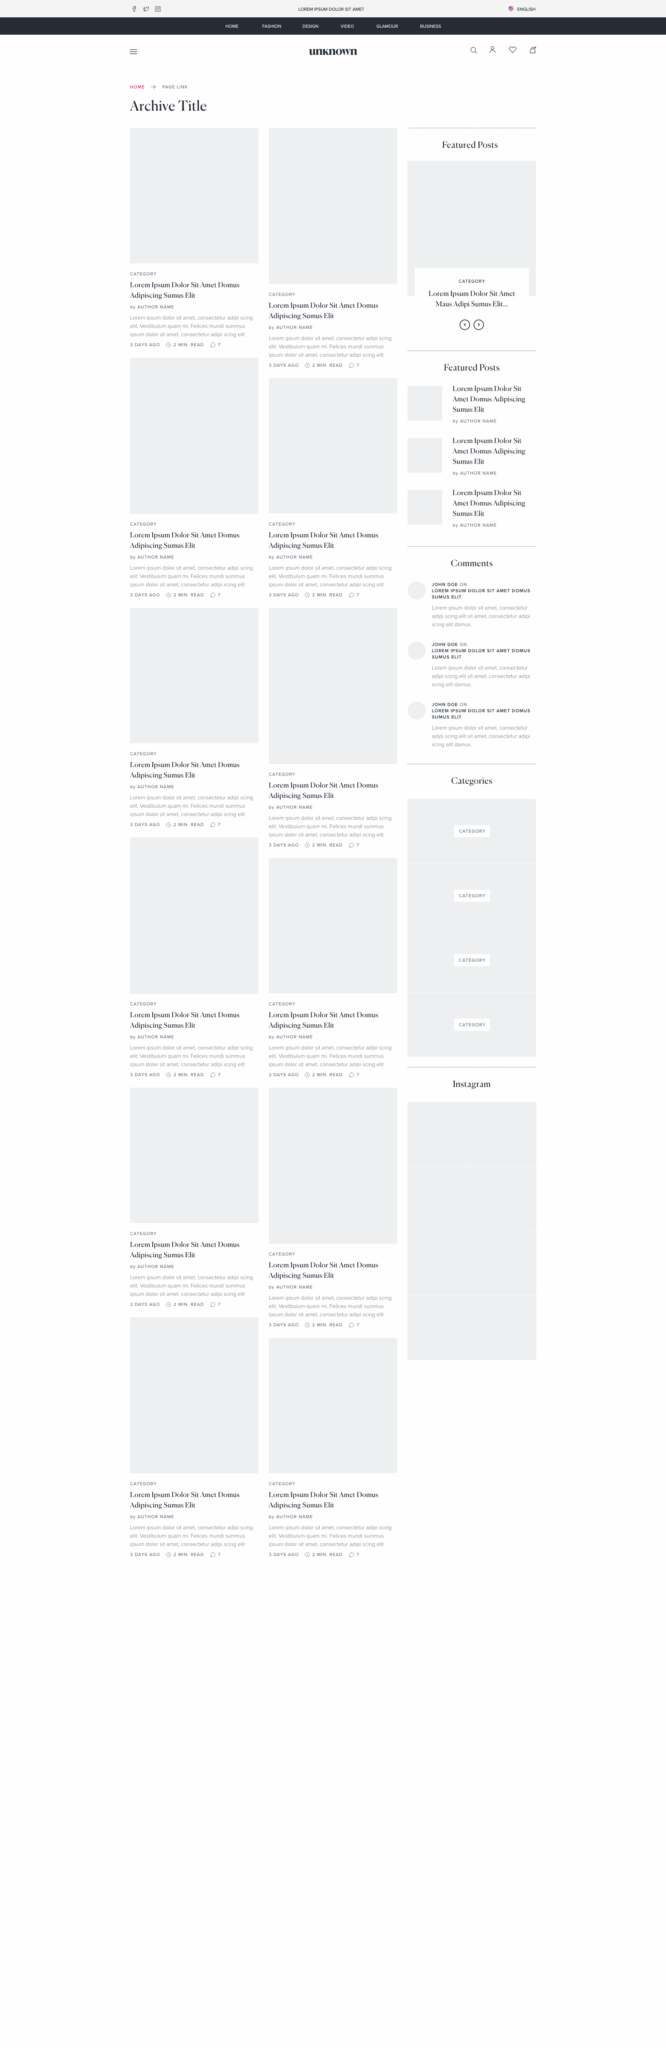 LOREM IPSUM DOLOR SIT AMET
ENGLISH
HOME FASHION DESIGN VIDEO GLAMOUR BUSINESS
unknown
HOME PAGE LINK
Archive Title
CATEGORY
Lorem Ipsum Dolor Sit Amet Domus
Adipiscing Sumus Elit
by AUTHOR NAME
Lorem ipsum dolor sit amet, consectetur adipi scing
elit. Vestibulum quam mi. Felices mundi summus
ipsum dolor sit amet, consectetur adipi scing elit
3 DAYS AGO 2 MIN. READ 7
CATEGORY
Lorem Ipsum Dolor Sit Amet Domus
Adipiscing Sumus Elit
by AUTHOR NAME
Lorem ipsum dolor sit amet, consectetur adipi scing
elit. Vestibulum quam mi. Felices mundi summus
ipsum dolor sit amet, consectetur adipi scing elit
3 DAYS AGO 2 MIN. READ 7
CATEGORY
Lorem Ipsum Dolor Sit Amet Domus
Adipiscing Sumus Elit
by AUTHOR NAME
Lorem ipsum dolor sit amet, consectetur adipi scing
elit. Vestibulum quam mi. Felices mundi summus
ipsum dolor sit amet, consectetur adipi scing elit
3 DAYS AGO 2 MIN. READ 7
CATEGORY
Lorem Ipsum Dolor Sit Amet Domus
Adipiscing Sumus Elit
by AUTHOR NAME
Lorem ipsum dolor sit amet, consectetur adipi scing
elit. Vestibulum quam mi. Felices mundi summus
ipsum dolor sit amet, consectetur adipi scing elit
3 DAYS AGO 2 MIN. READ 7
CATEGORY
Lorem Ipsum Dolor Sit Amet Domus
Adipiscing Sumus Elit
by AUTHOR NAME
Lorem ipsum dolor sit amet, consectetur adipi scing
elit. Vestibulum quam mi. Felices mundi summus
ipsum dolor sit amet, consectetur adipi scing elit
3 DAYS AGO 2 MIN. READ 7
CATEGORY
Lorem Ipsum Dolor Sit Amet Domus
Adipiscing Sumus Elit
by AUTHOR NAME
Lorem ipsum dolor sit amet, consectetur adipi scing
elit. Vestibulum quam mi. Felices mundi summus
ipsum dolor sit amet, consectetur adipi scing elit
3 DAYS AGO 2 MIN. READ 7
CATEGORY
Lorem Ipsum Dolor Sit Amet Domus
Adipiscing Sumus Elit
by AUTHOR NAME
Lorem ipsum dolor sit amet, consectetur adipi scing
elit. Vestibulum quam mi. Felices mundi summus
ipsum dolor sit amet, consectetur adipi scing elit
3 DAYS AGO 2 MIN. READ 7
CATEGORY
Lorem Ipsum Dolor Sit Amet Domus
Adipiscing Sumus Elit
by AUTHOR NAME
Lorem ipsum dolor sit amet, consectetur adipi scing
elit. Vestibulum quam mi. Felices mundi summus
ipsum dolor sit amet, consectetur adipi scing elit
3 DAYS AGO 2 MIN. READ 7
CATEGORY
Lorem Ipsum Dolor Sit Amet Domus
Adipiscing Sumus Elit
by AUTHOR NAME
Lorem ipsum dolor sit amet, consectetur adipi scing
elit. Vestibulum quam mi. Felices mundi summus
ipsum dolor sit amet, consectetur adipi scing elit
3 DAYS AGO 2 MIN. READ 7
CATEGORY
Lorem Ipsum Dolor Sit Amet Domus
Adipiscing Sumus Elit
by AUTHOR NAME
Lorem ipsum dolor sit amet, consectetur adipi scing
elit. Vestibulum quam mi. Felices mundi summus
ipsum dolor sit amet, consectetur adipi scing elit
3 DAYS AGO 2 MIN. READ 7
CATEGORY
Lorem Ipsum Dolor Sit Amet Domus
Adipiscing Sumus Elit
by AUTHOR NAME
Lorem ipsum dolor sit amet, consectetur adipi scing
elit. Vestibulum quam mi. Felices mundi summus
ipsum dolor sit amet, consectetur adipi scing elit
3 DAYS AGO 2 MIN. READ 7
CATEGORY
Lorem Ipsum Dolor Sit Amet Domus
Adipiscing Sumus Elit
by AUTHOR NAME
Lorem ipsum dolor sit amet, consectetur adipi scing
elit. Vestibulum quam mi. Felices mundi summus
ipsum dolor sit amet, consectetur adipi scing elit
3 DAYS AGO 2 MIN. READ 7
Featured Posts
CATEGORY
Lorem Ipsum Dolor Sit Amet
Maus Adipi Sumus Elit...
Featured Posts
Lorem Ipsum Dolor Sit
Amet Domus Adipiscing
Sumus Elit
by AUTHOR NAME
Lorem Ipsum Dolor Sit
Amet Domus Adipiscing
Sumus Elit
by AUTHOR NAME
Lorem Ipsum Dolor Sit
Amet Domus Adipiscing
Sumus Elit
by AUTHOR NAME
Comments
JOHN DOE ON
LOREM IPSUM DOLOR SIT AMET DOMUS
SUMUS ELIT
Lorem ipsum dolor sit amet, consectetur
adipi scing elit sit amet, consectetur adipi
scing elit domus.
JOHN DOE ON
LOREM IPSUM DOLOR SIT AMET DOMUS
SUMUS ELIT
Lorem ipsum dolor sit amet, consectetur
adipi scing elit sit amet, consectetur adipi
scing elit domus.
JOHN DOE ON
LOREM IPSUM DOLOR SIT AMET DOMUS
SUMUS ELIT
Lorem ipsum dolor sit amet, consectetur
adipi scing elit sit amet, consectetur adipi
scing elit domus.
Categories
CATEGORY
CATEGORY
CATEGORY
CATEGORY
Instagram